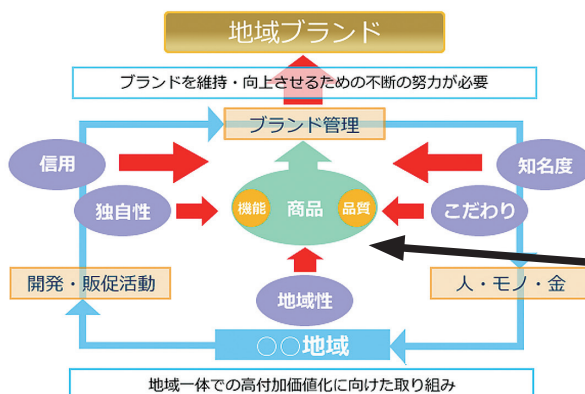 地域ブランド
ブランドを維持・向上させるための不断の努力が必要
ブランド管理
信用
知名度
独自性
機能
商品
品質
こだわり
開発・販促活動
地域性
人・モノ・金
○○地域
地域一体での高付加価値化に向けた取り組み